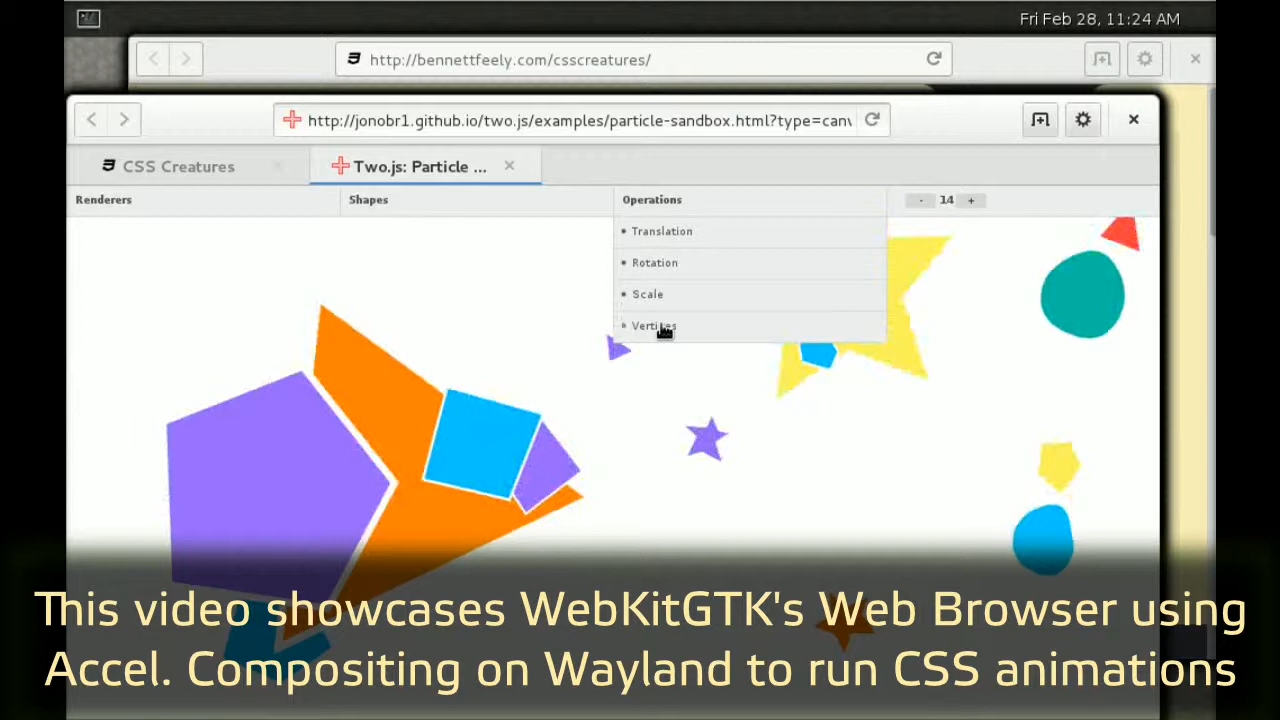 Fri Feb 28, 11:24 AM
http://bennettfeely.com/csscreatures/
http://jonobr1.github.io/two.js/examples/particle-sandbox.html?type=canv
CSS Creatures
Two.js: Particle ...
Renderers
Shapes
Operations
- 14 +
Translation
Rotation
Scale
Vertices
This video showcases WebKitGTK's Web Browser using
Accel. Compositing on Wayland to run CSS animations